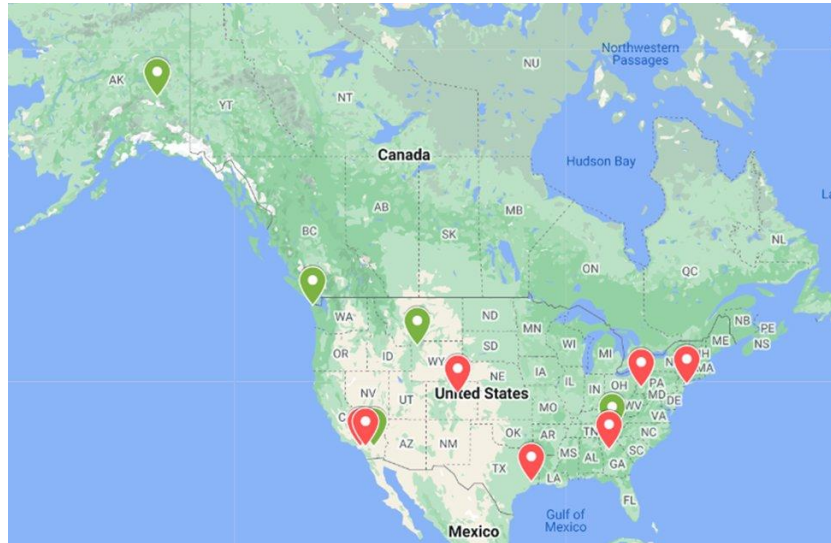 Northwestern
Passages
NU
AK
YT
NT
Canada
Hudson Bay
La
AB
MB
BC
SK
NL
ON
QC
NB
PE
NS
WA
ND
MN
ME
OR
ID
SD
WI
MI
NH
WY
MA
IA
PA
NE
OH
NV
IL
IN
MD
United States
UT
DE
WV
MO
VA
C
TN
NC
OK
AR
AZ
NM
SC
MS
AL
GA
TX
LA
FL
Gulf of
Mexico
Mexico